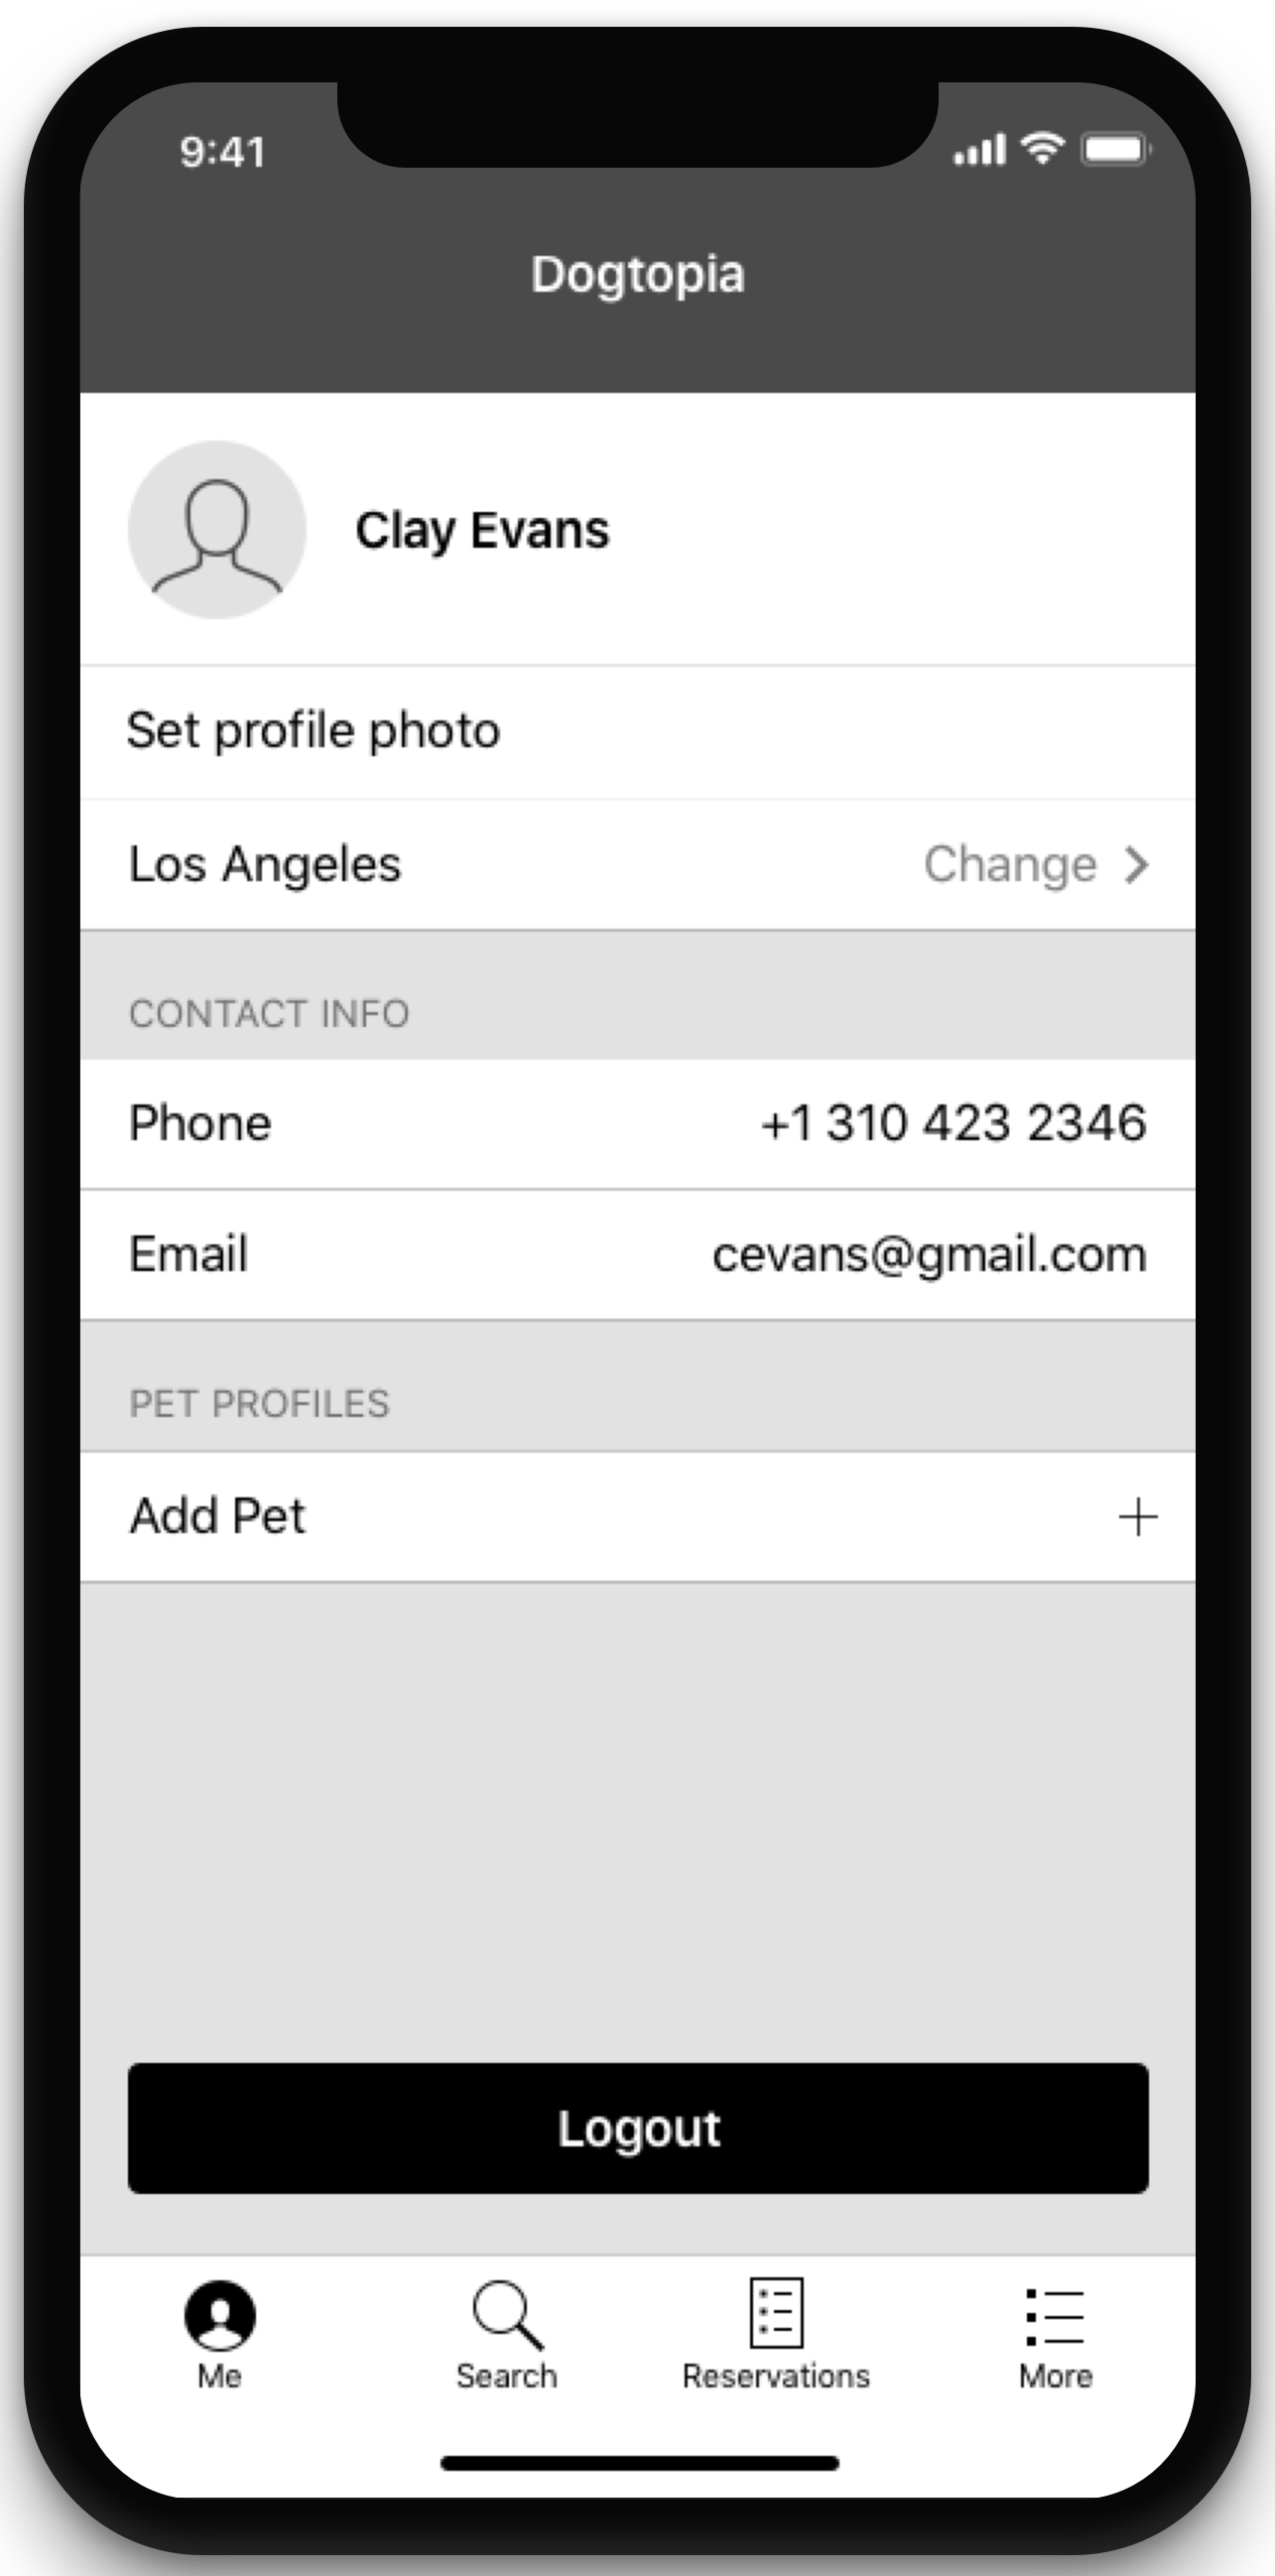 9:41
Dogtopia
Clay Evans
Set profile photo
Los Angeles Change
CONTACT INFO
Phone +1 310 423 2346
Email cevans@gmail.com
PET PROFILES
Add Pet
Logout
Me Search Reservations More